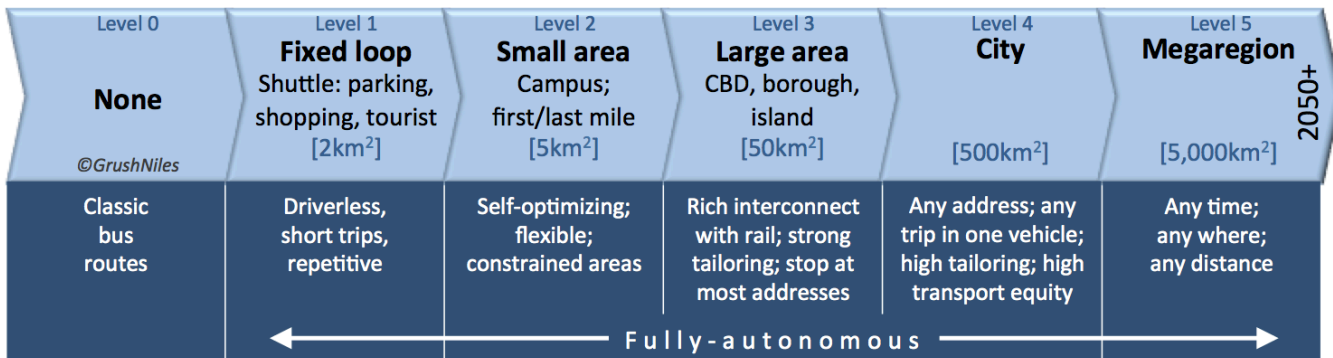 Level 0
None
©GrushNiles
Classic
bus
routes
Level 1
Fixed loop
Shuttle: parking,
shopping, tourist
[2km²]
Driverless,
short trips,
repetitive
Level 2
Small area
Campus;
first/last mile
[5km²]
Self-optimizing;
flexible;
constrained areas
Level 3
Large area
CBD, borough,
island
[50km²]
Rich interconnect
with rail; strong
tailoring; stop at
most addresses
Level 4
City
[500km²]
Any address; any
trip in one vehicle;
high tailoring; high
transport equity
Level 5
Megaregion
[5,000km²]
2050+
Any time;
any where;
any distance
Fully-autonomous